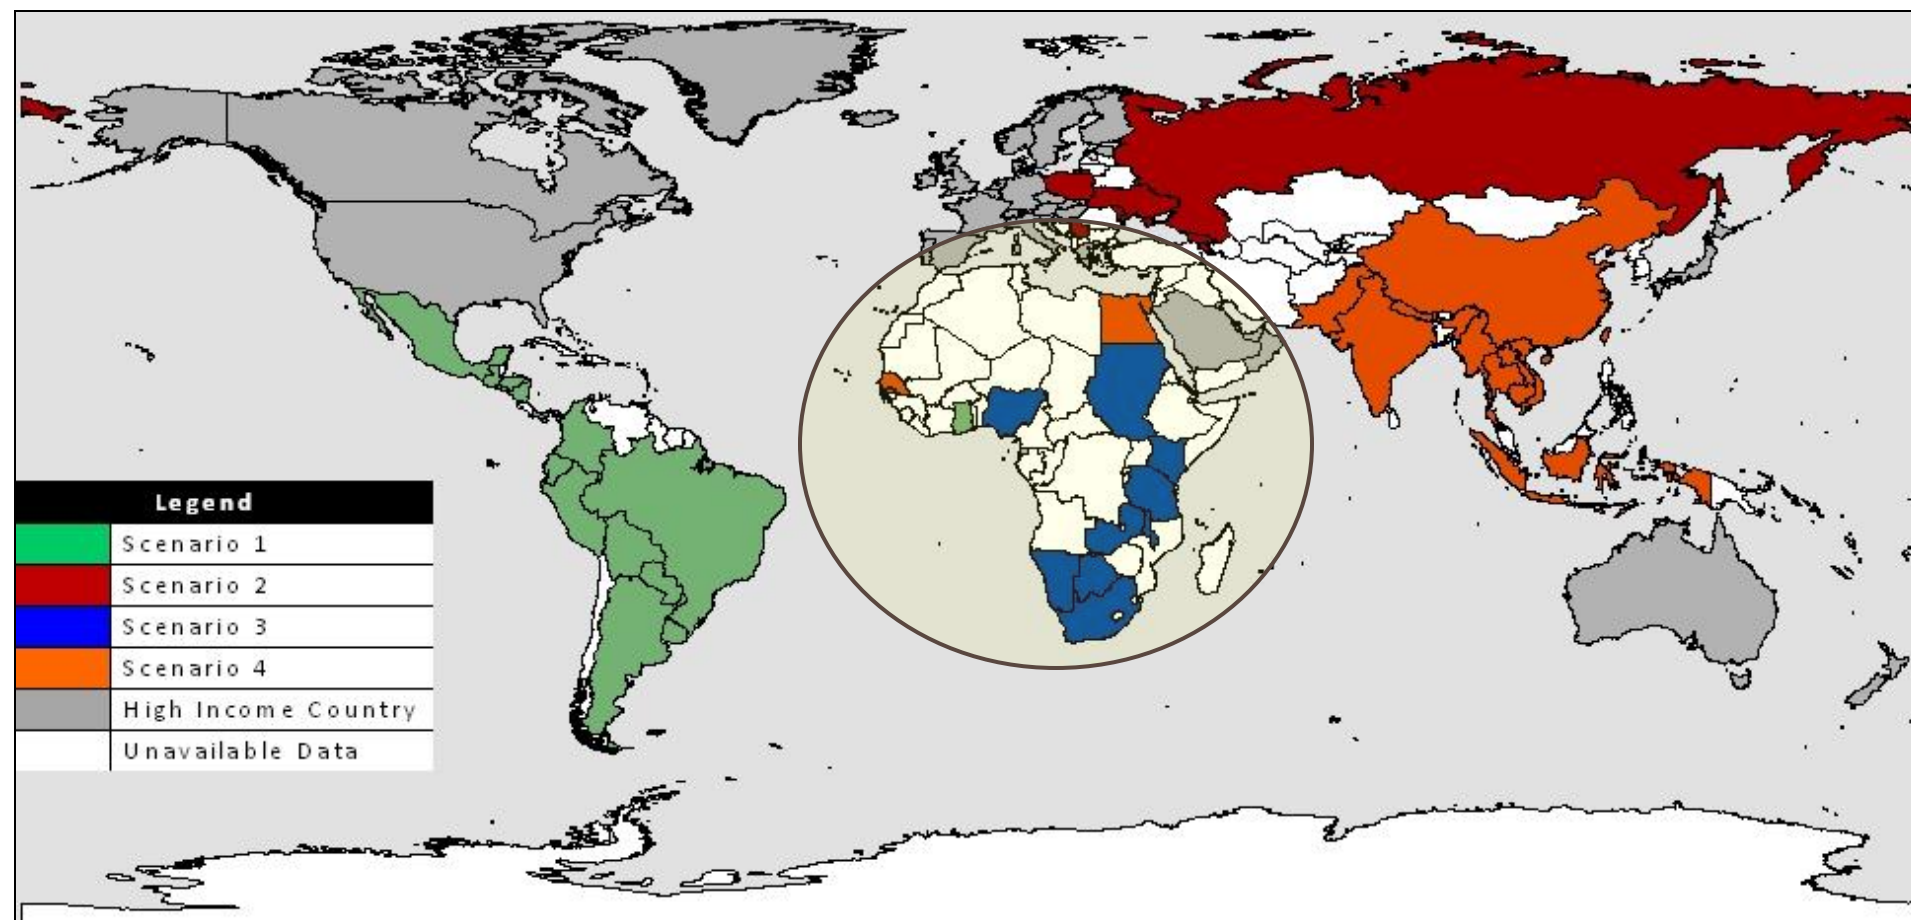 Legend
Scenario 1
Scenario 2
Scenario 3
Scenario 4
High Income Country
Unavailable Data